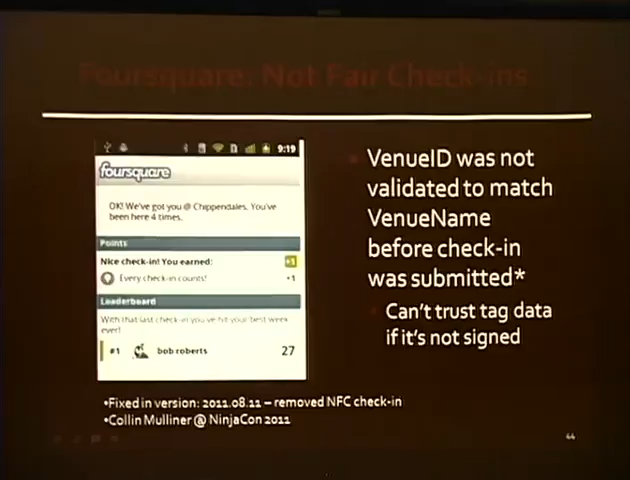 Foursquare: Not Fair Check-ins
9:19
foursquare
OK! We've got you @ Chippendales. You've
been here 4 times.
Points
Nice check-in! You earned: +1
Every check-in counts! +1
Leaderboard
With that last check-in you've hit your best week
ever!
#1 bob roberts 27
VenueID was not
validated to match
VenueName
before check-in
was submitted*
Can't trust tag data
if it's not signed
•Fixed in version: 2011.08.11 – removed NFC check-in
•Collin Mulliner @ NinjaCon 2011
44